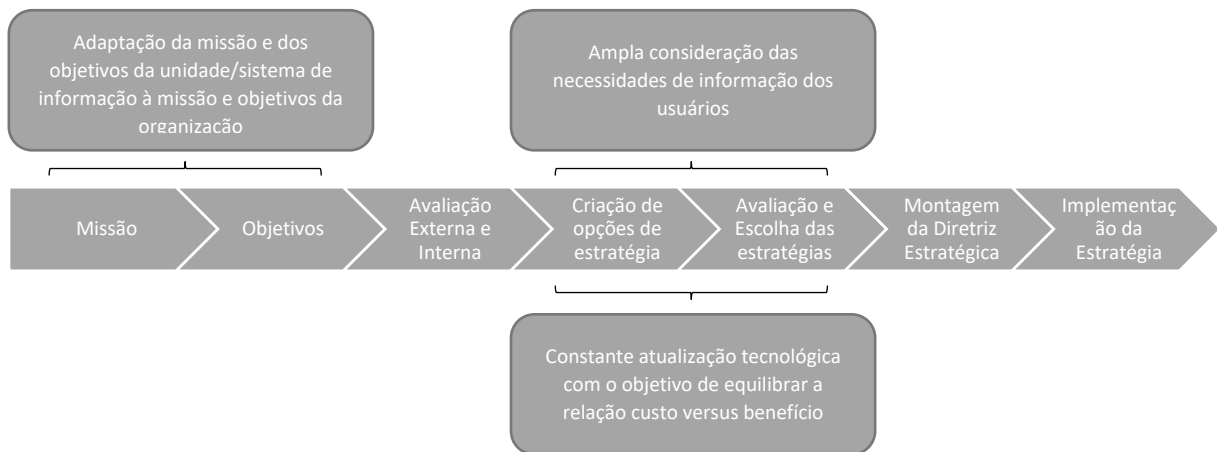 Adaptação da missão e dos
objetivos da unidade/sistema de
informação à missão e objetivos da
organização
Ampla consideração das
necessidades de informação dos
usuários
Missão
Objetivos
Avaliação
Externa e
Interna
Criação de
opções de
estratégia
Avaliação e
Escolha das
estratégias
Montagem
da Diretriz
Estratégica
Implementaç
ão da
Estratégia
Constante atualização tecnológica
com o objetivo de equilibrar a
relação custo versus benefício